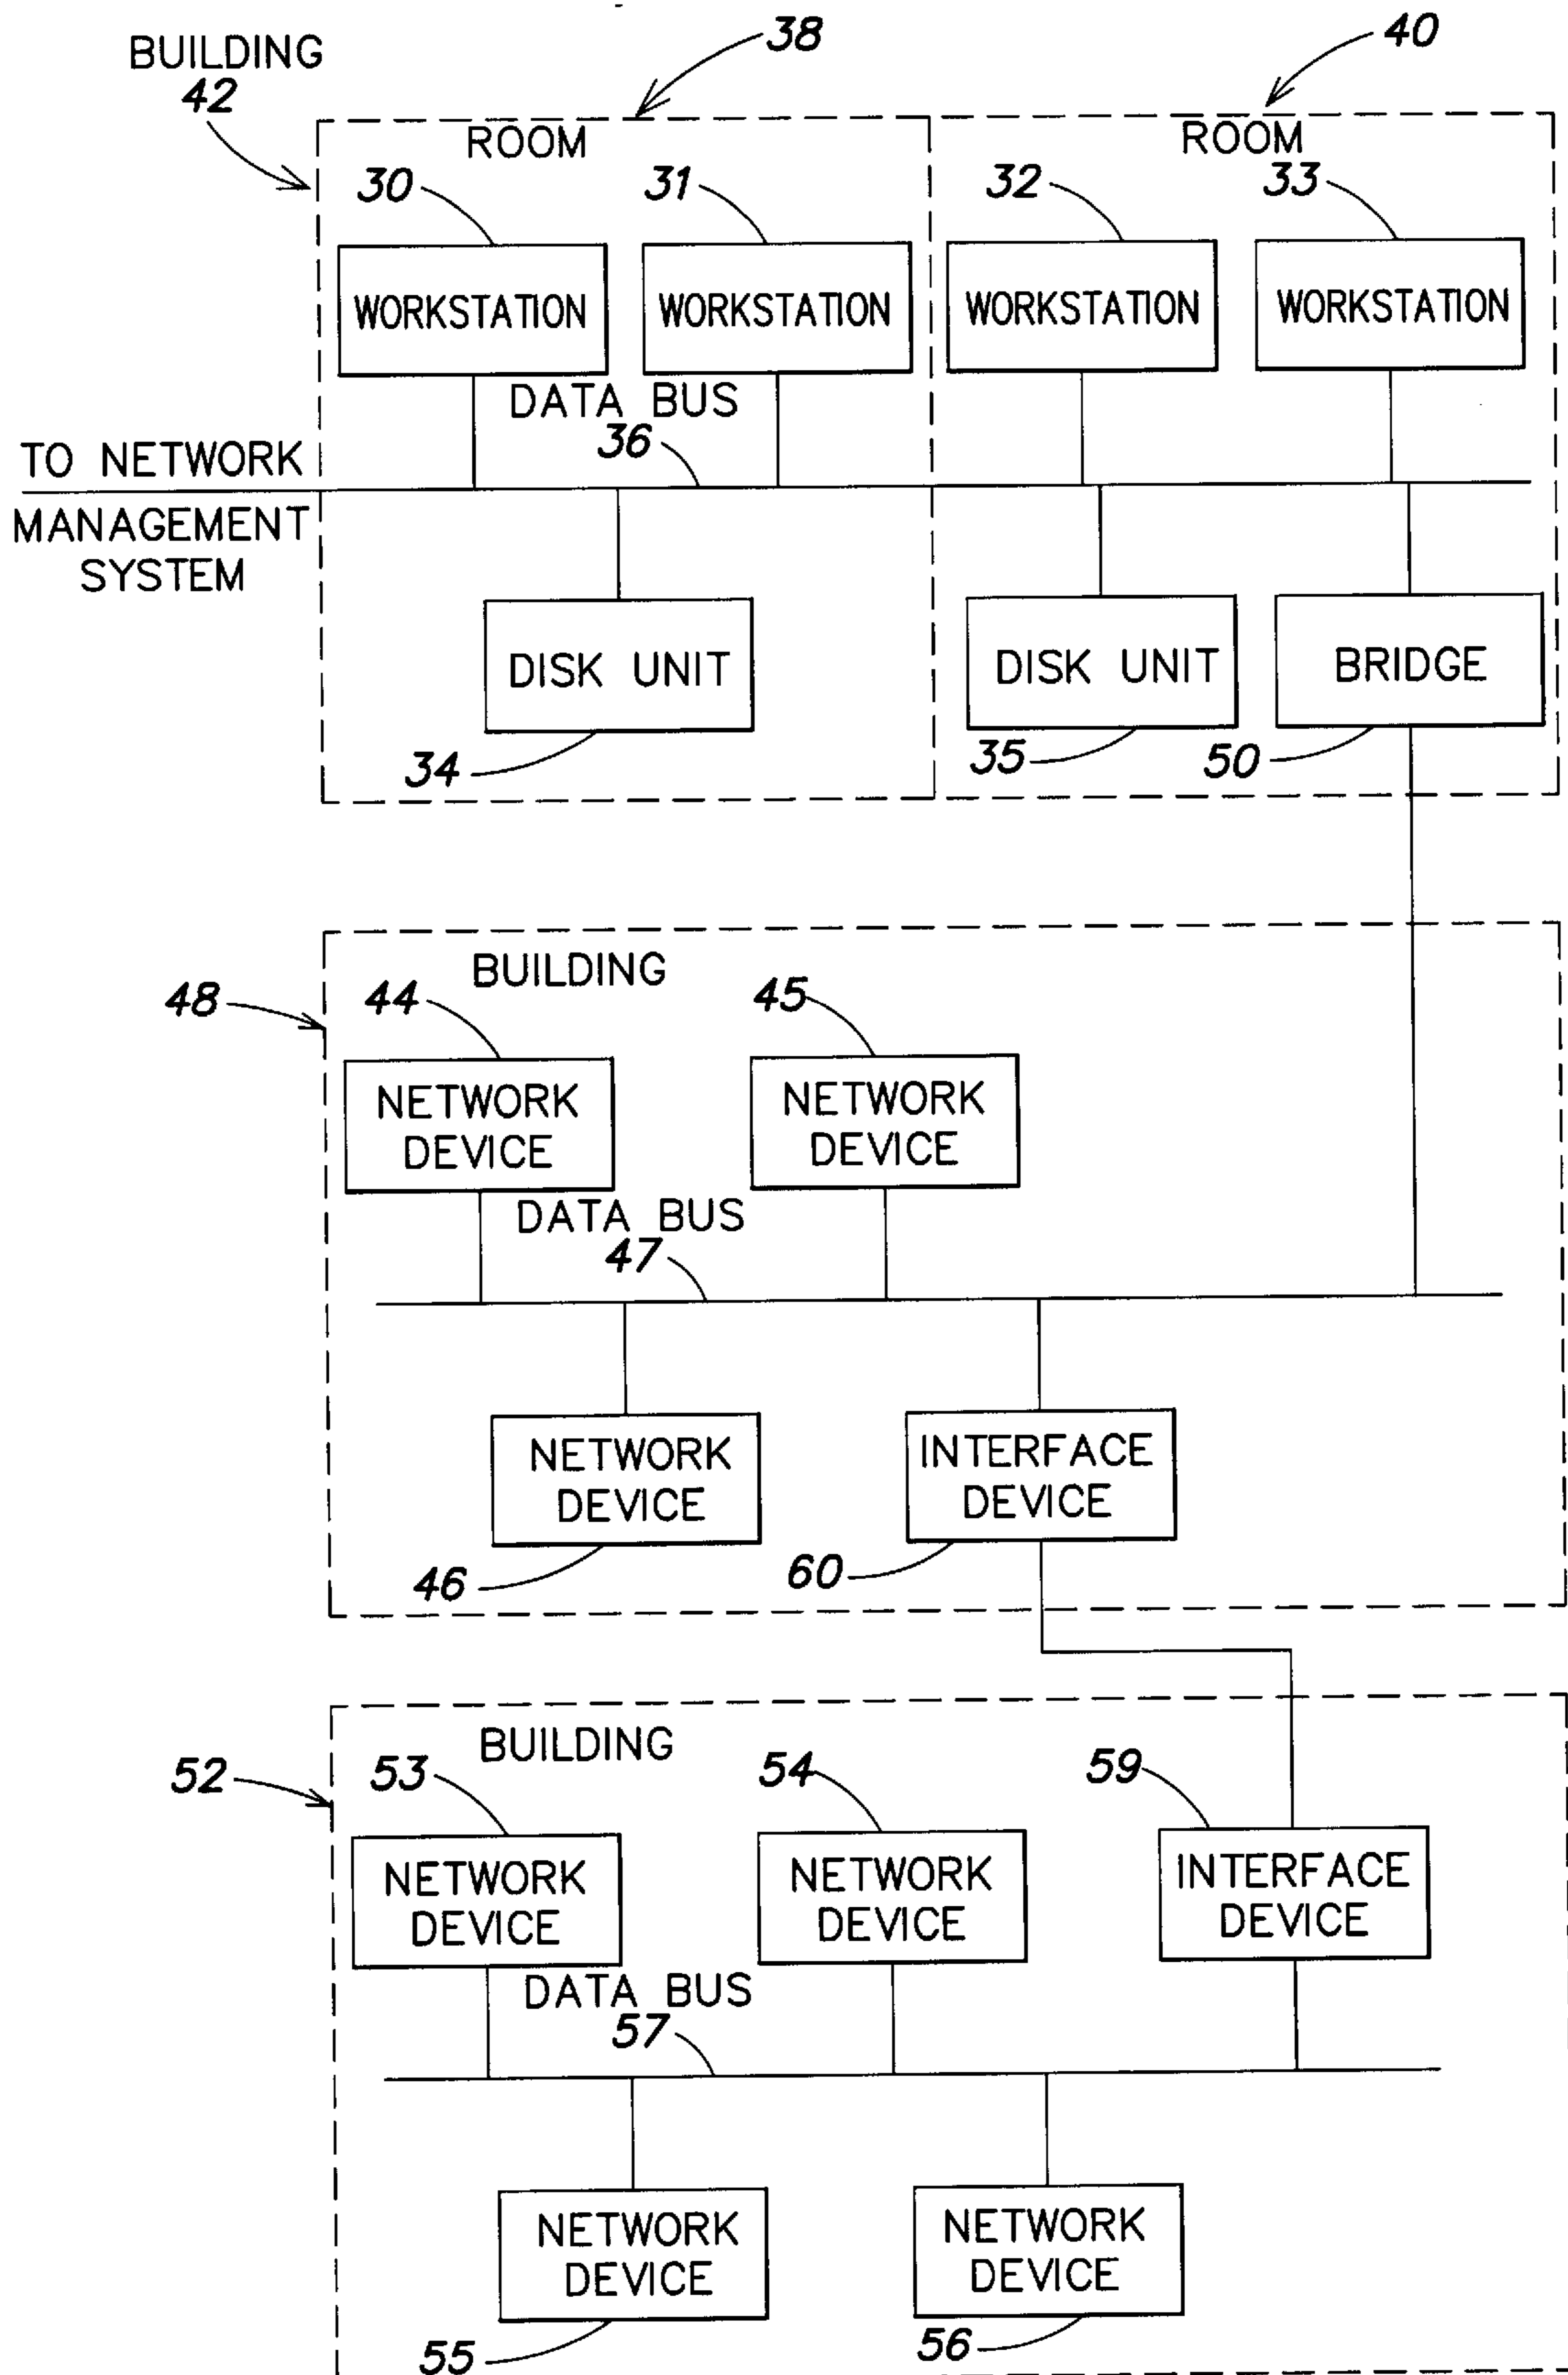 BUILDING
42
38
40
ROOM
ROOM
30
31
32
33
WORKSTATION
WORKSTATION
WORKSTATION
WORKSTATION
DATA BUS
36
TO NETWORK
MANAGEMENT
SYSTEM
DISK UNIT
DISK UNIT
BRIDGE
34
35
50
BUILDING
48
44
45
NETWORK
DEVICE
NETWORK
DEVICE
DATA BUS
47
NETWORK
DEVICE
INTERFACE
DEVICE
46
60
BUILDING
52
53
54
59
NETWORK
DEVICE
NETWORK
DEVICE
INTERFACE
DEVICE
DATA BUS
57
NETWORK
DEVICE
NETWORK
DEVICE
55
56